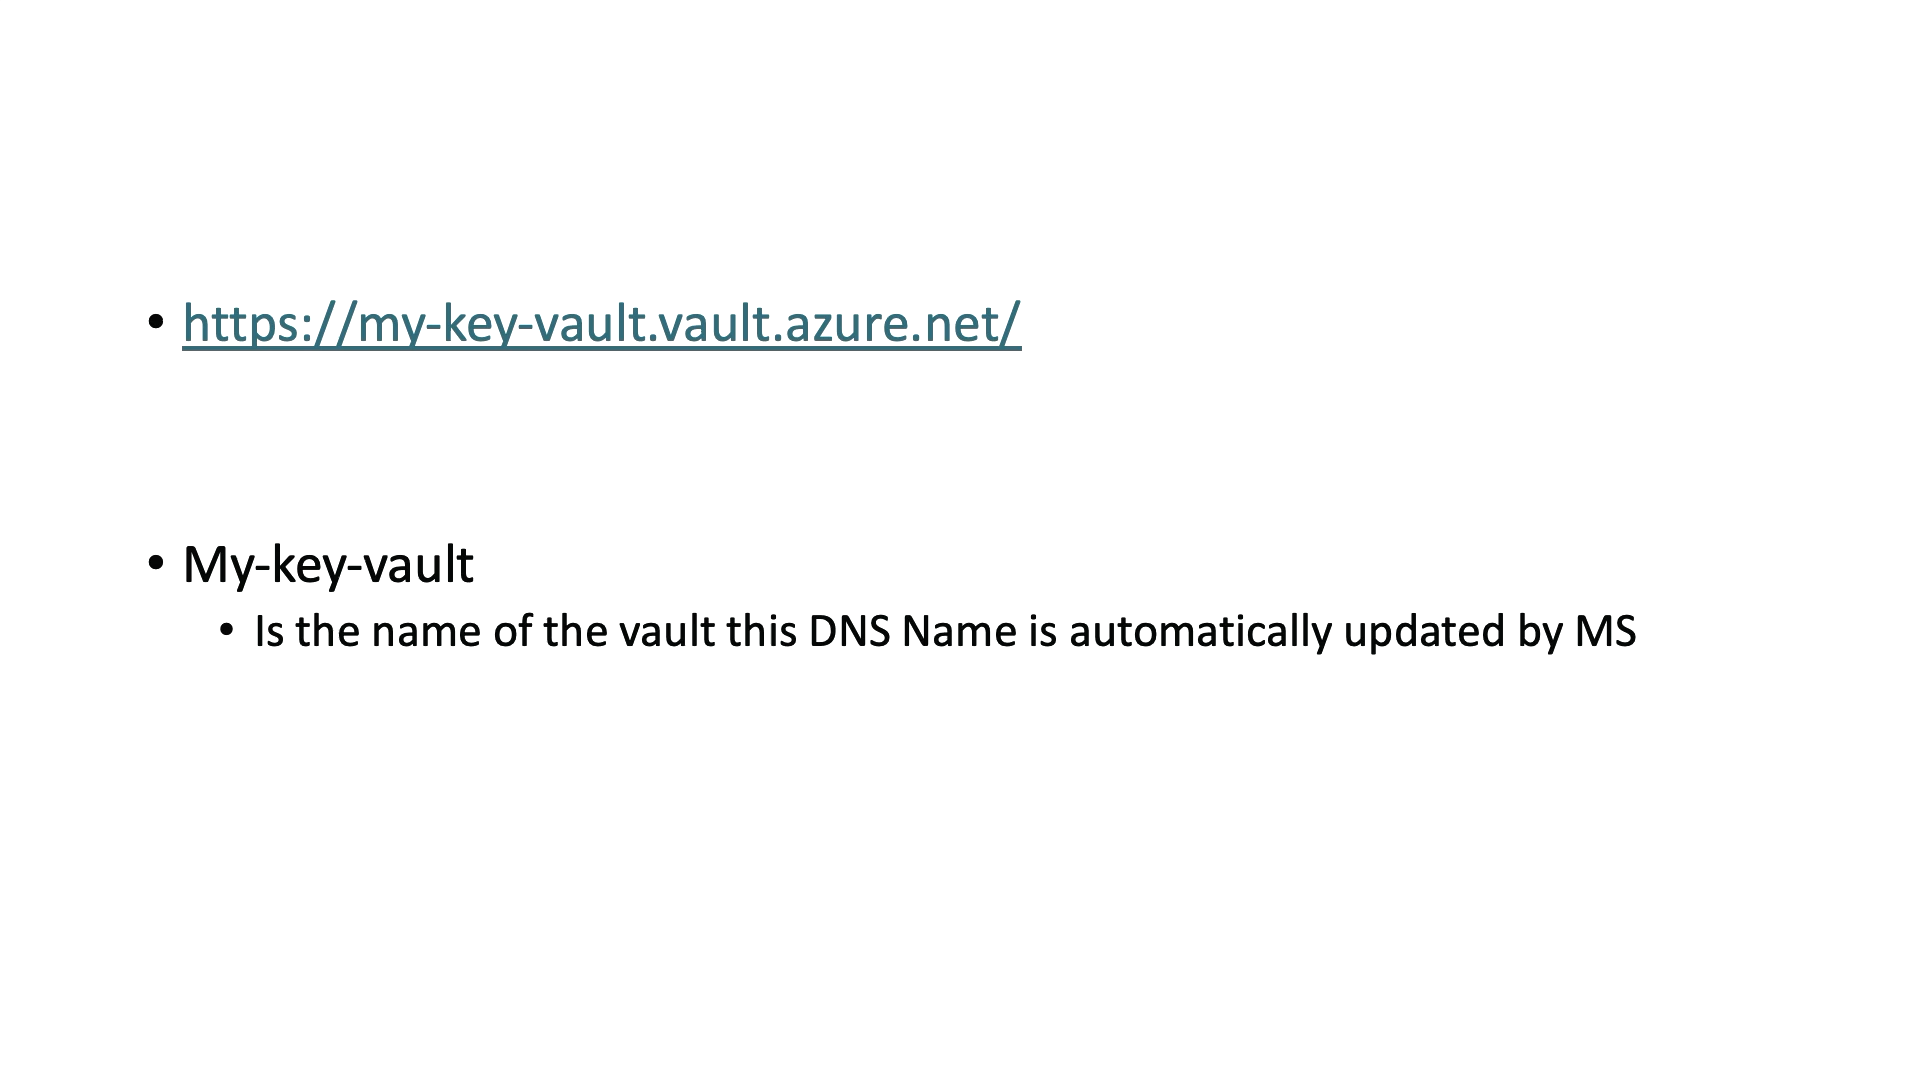 • https://my-key-vault.vault.azure.net/
• My-key-vault
• Is the name of the vault this DNS Name is automatically updated by MS